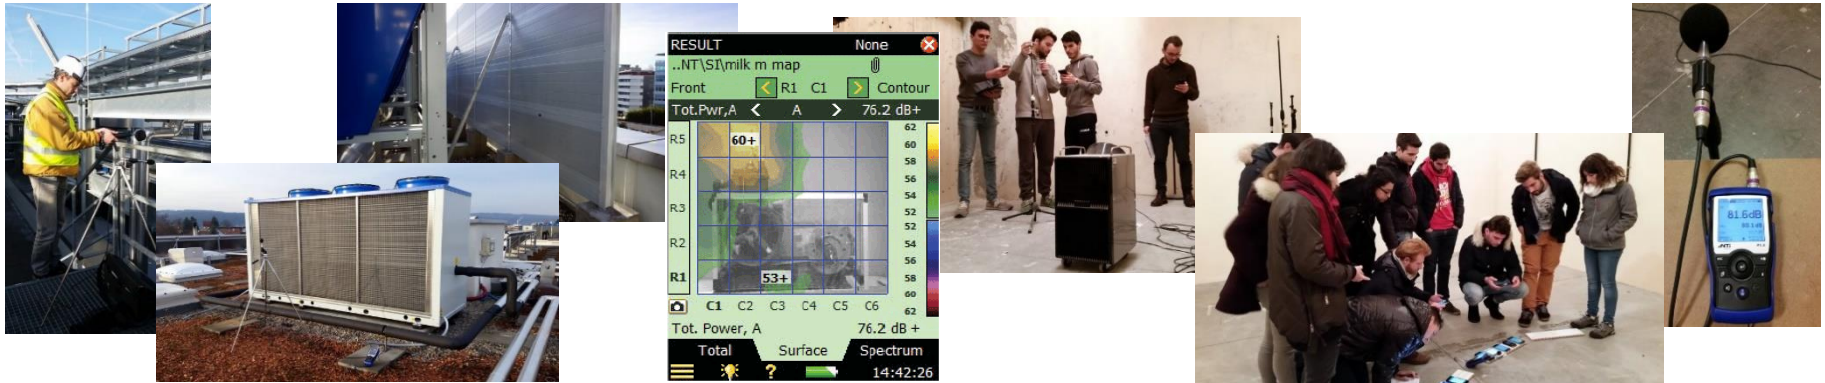 RESULT None
..NT\SI\milk m map
Front R1 C1 Contour
Tot.Pwr,A A 76.2 dB+
62
R5 60+ 60
58
R4 56
54
R3 52
52
54
R2 56
R1 53+ 58
60
C1 C2 C3 C4 C5 C6 62
Tot. Power, A 76.2 dB +
Total Surface Spectrum
? 14:42:26
81.6dB